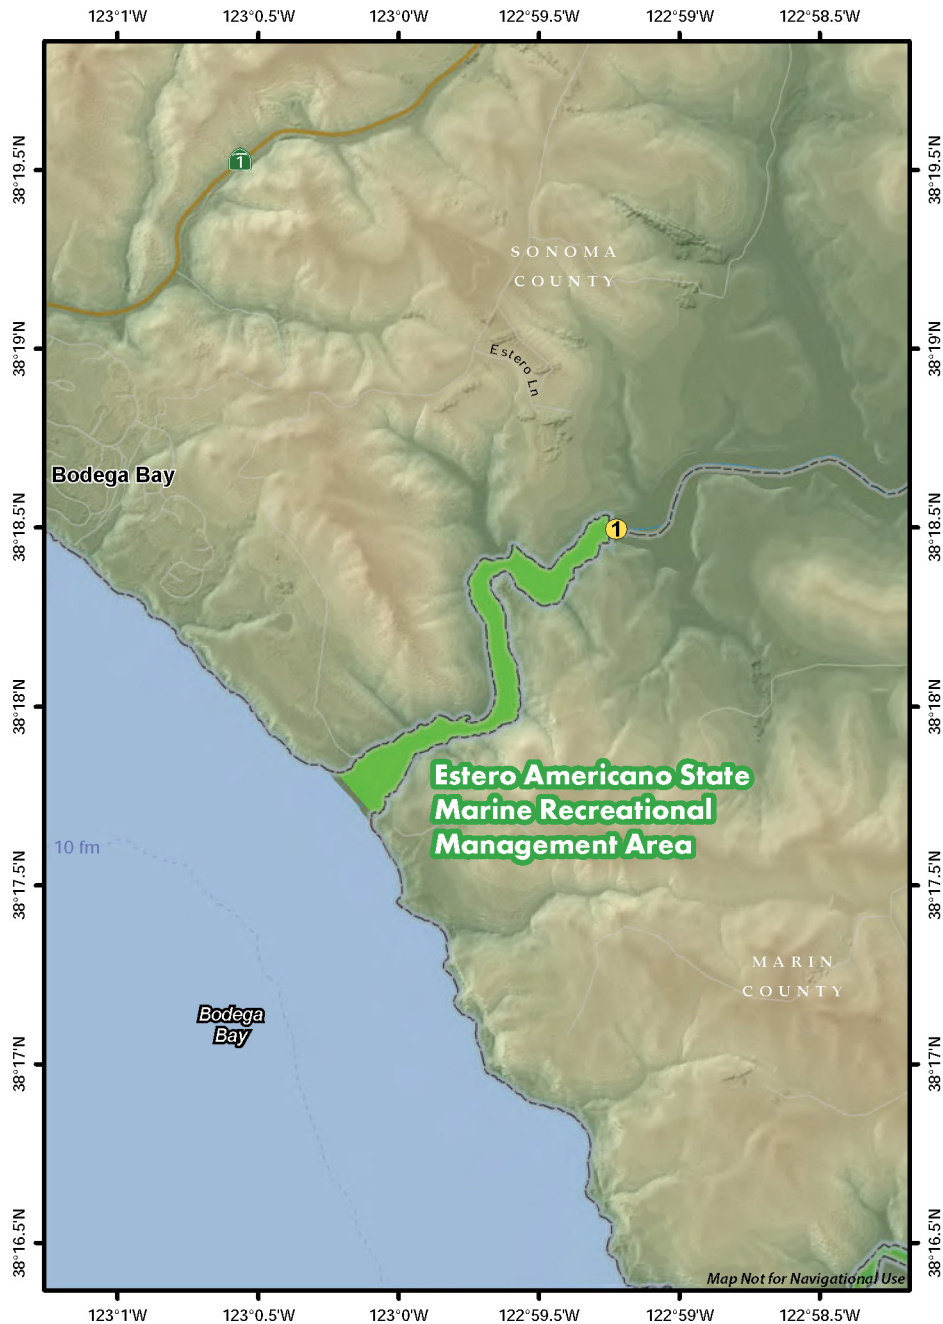 123°1'W 123°0.5'W 123°0'W 122°59.5'W 122°59'W 122°58.5'W
38°19.5'N 38°19.5'N
1
SONOMA
COUNTY
38°19'N 38°19'N
Estero Ln
Bodega Bay
38°18.5'N 38°18.5'N
1
38°18'N 38°18'N
Estero Americano State
Marine Recreational
Management Area
10 fm
38°17.5'N 38°17.5'N
MARIN
COUNTY
Bodega
Bay
38°17'N 38°17'N
38°16.5'N 38°16.5'N
Map Not for Navigational Use
123°1'W 123°0.5'W 123°0'W 122°59.5'W 122°59'W 122°58.5'W